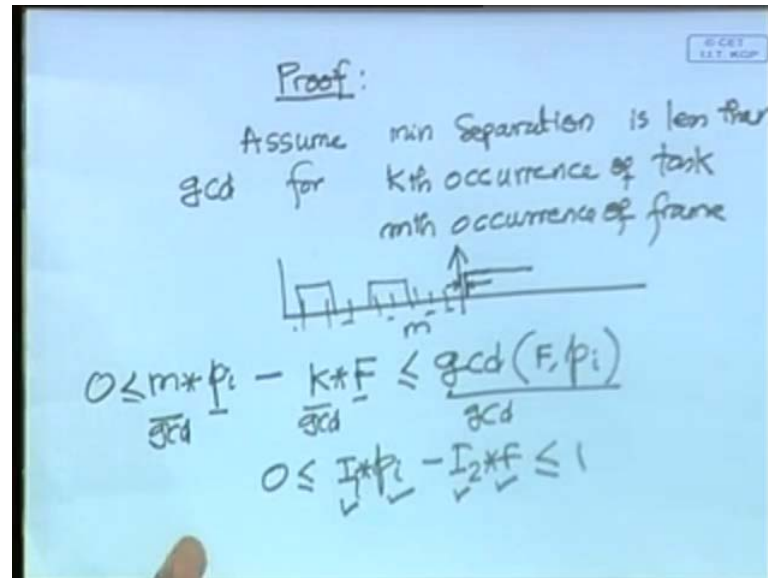 © CET
I.I.T. KGP
Proof:
Assume min Separation is less than
gcd for kth occurrence of task
mth occurrence of frame
F
m
0 ≤ m * pi - k * F ≤ gcd (F, pi)
gcd gcd gcd
0 ≤ I1 * pi - I2 * F ≤ 1